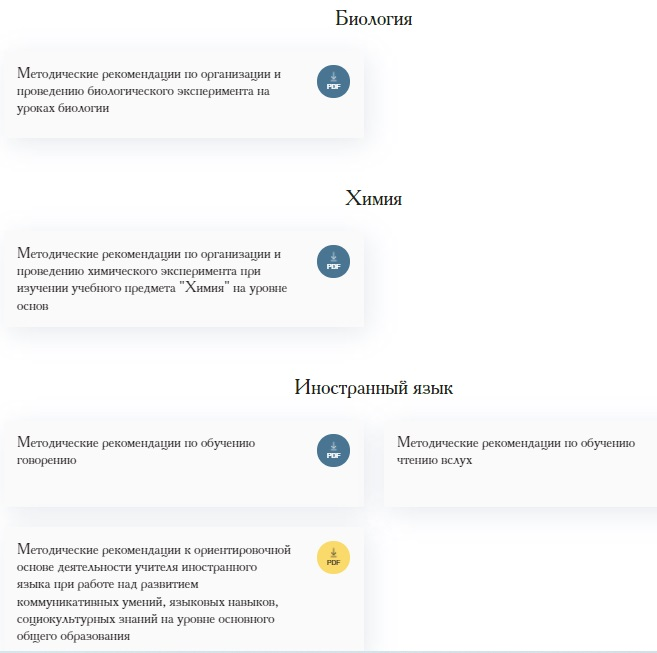 Биология
Методические рекомендации по организации и
проведению биологического эксперимента на
уроках биологии
PDF
Химия
Методические рекомендации по организации и
проведению химического эксперимента при
изучении учебного предмета "Химия" на уровне
основ
PDF
Иностранный язык
Методические рекомендации по обучению
говорению
PDF
Методические рекомендации по обучению
чтению вслух
Методические рекомендации к ориентировочной
основе деятельности учителя иностранного
языка при работе над развитием
коммуникативных умений, языковых навыков,
социокультурных знаний на уровне основного
общего образования
PDF